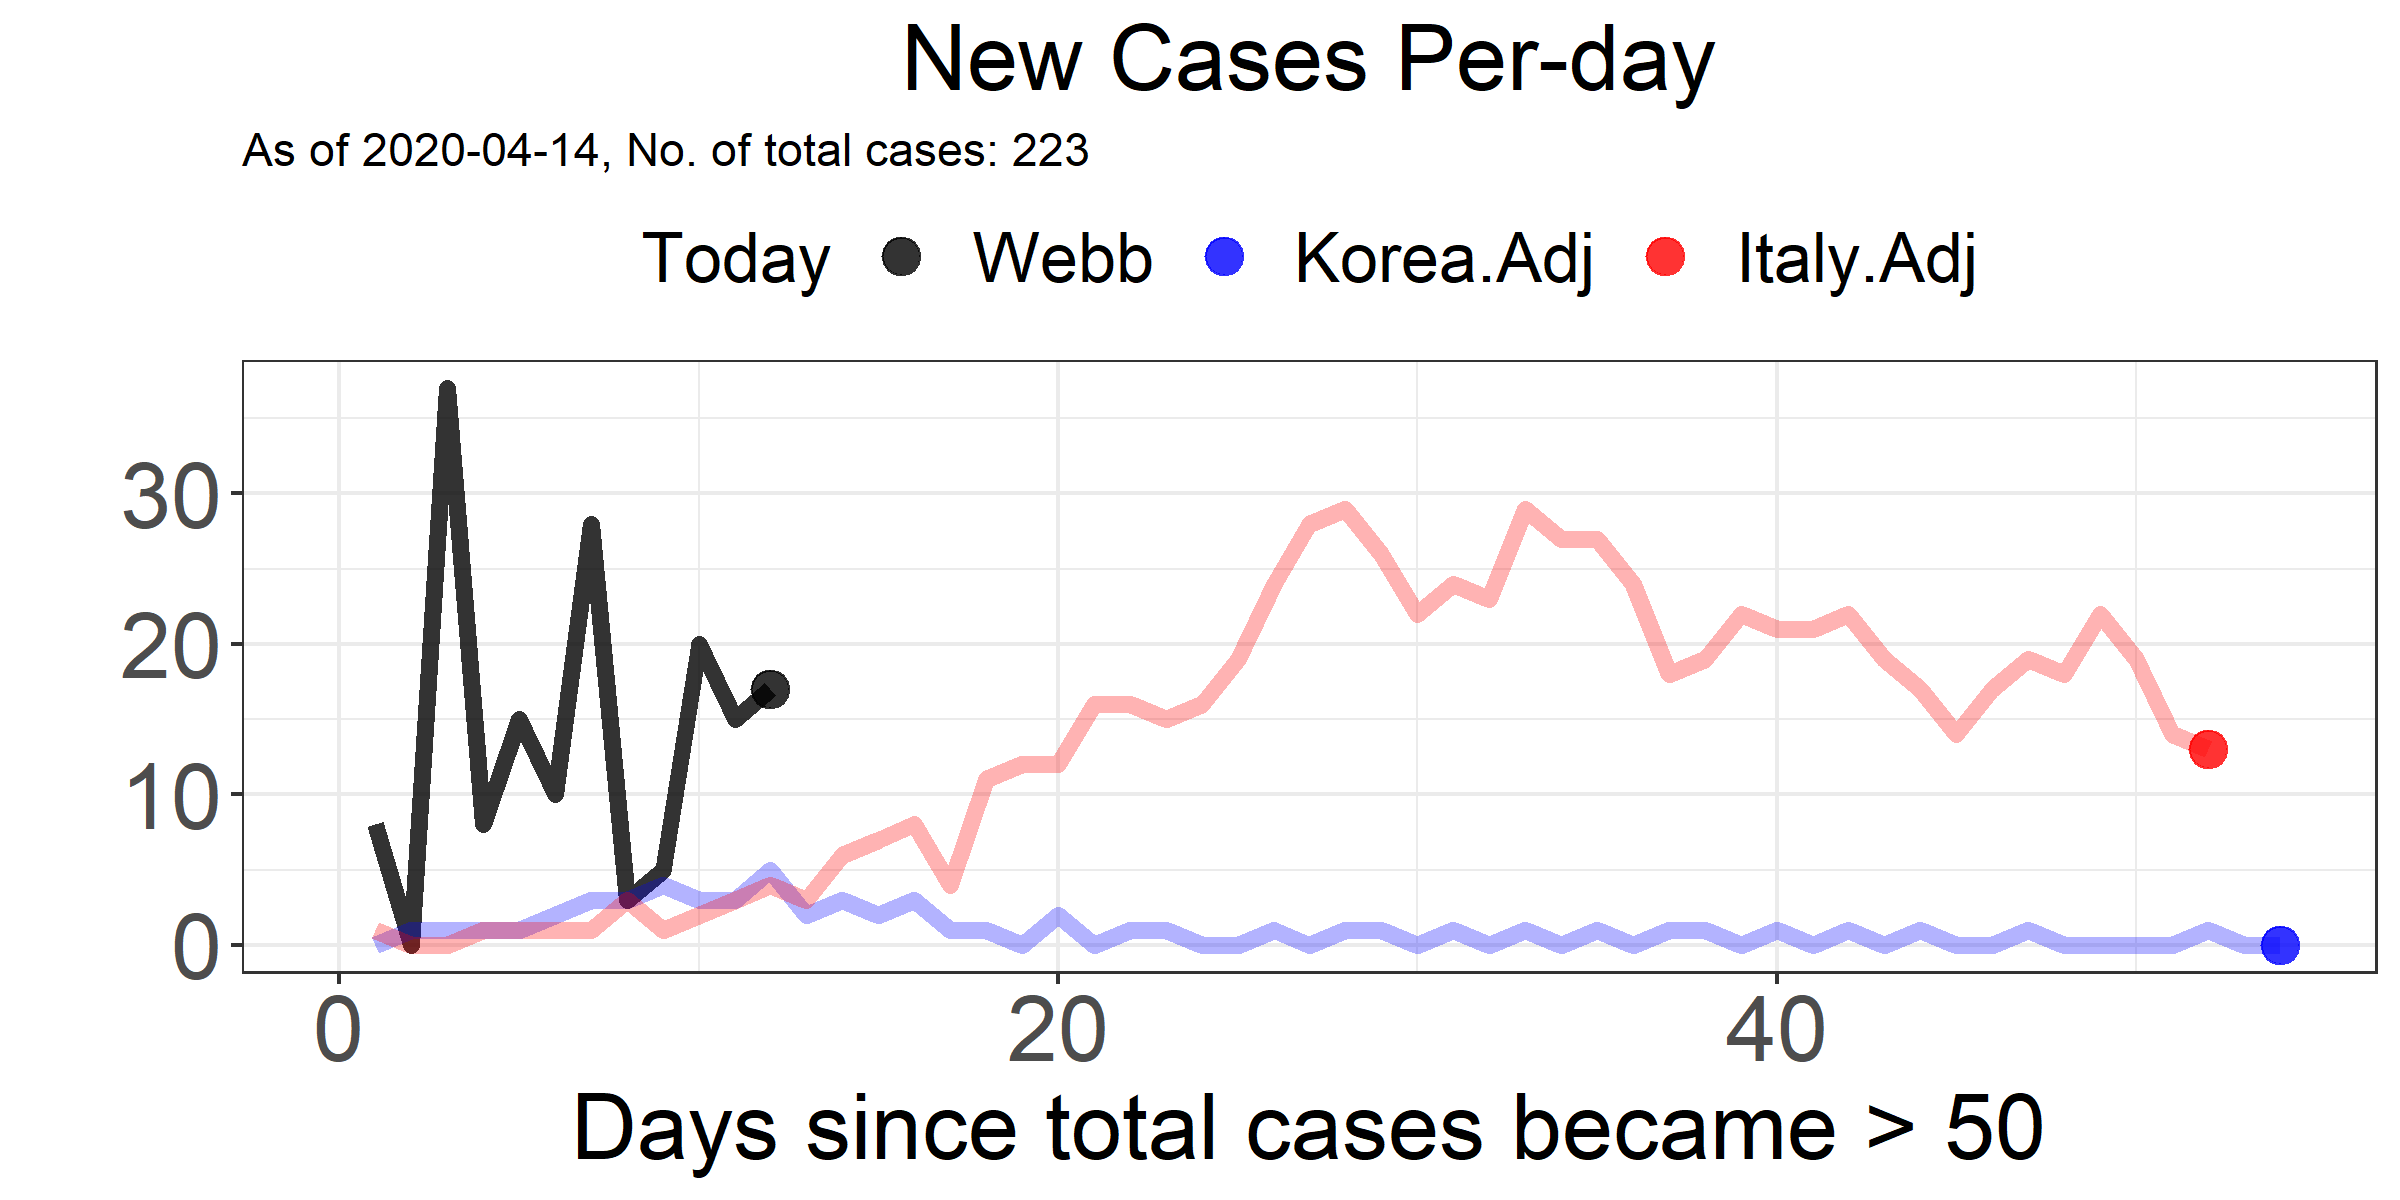 New Cases Per-day
As of 2020-04-14, No. of total cases: 223
Today Webb Korea.Adj Italy.Adj
30
20
10
0
0 20 40
Days since total cases became > 50